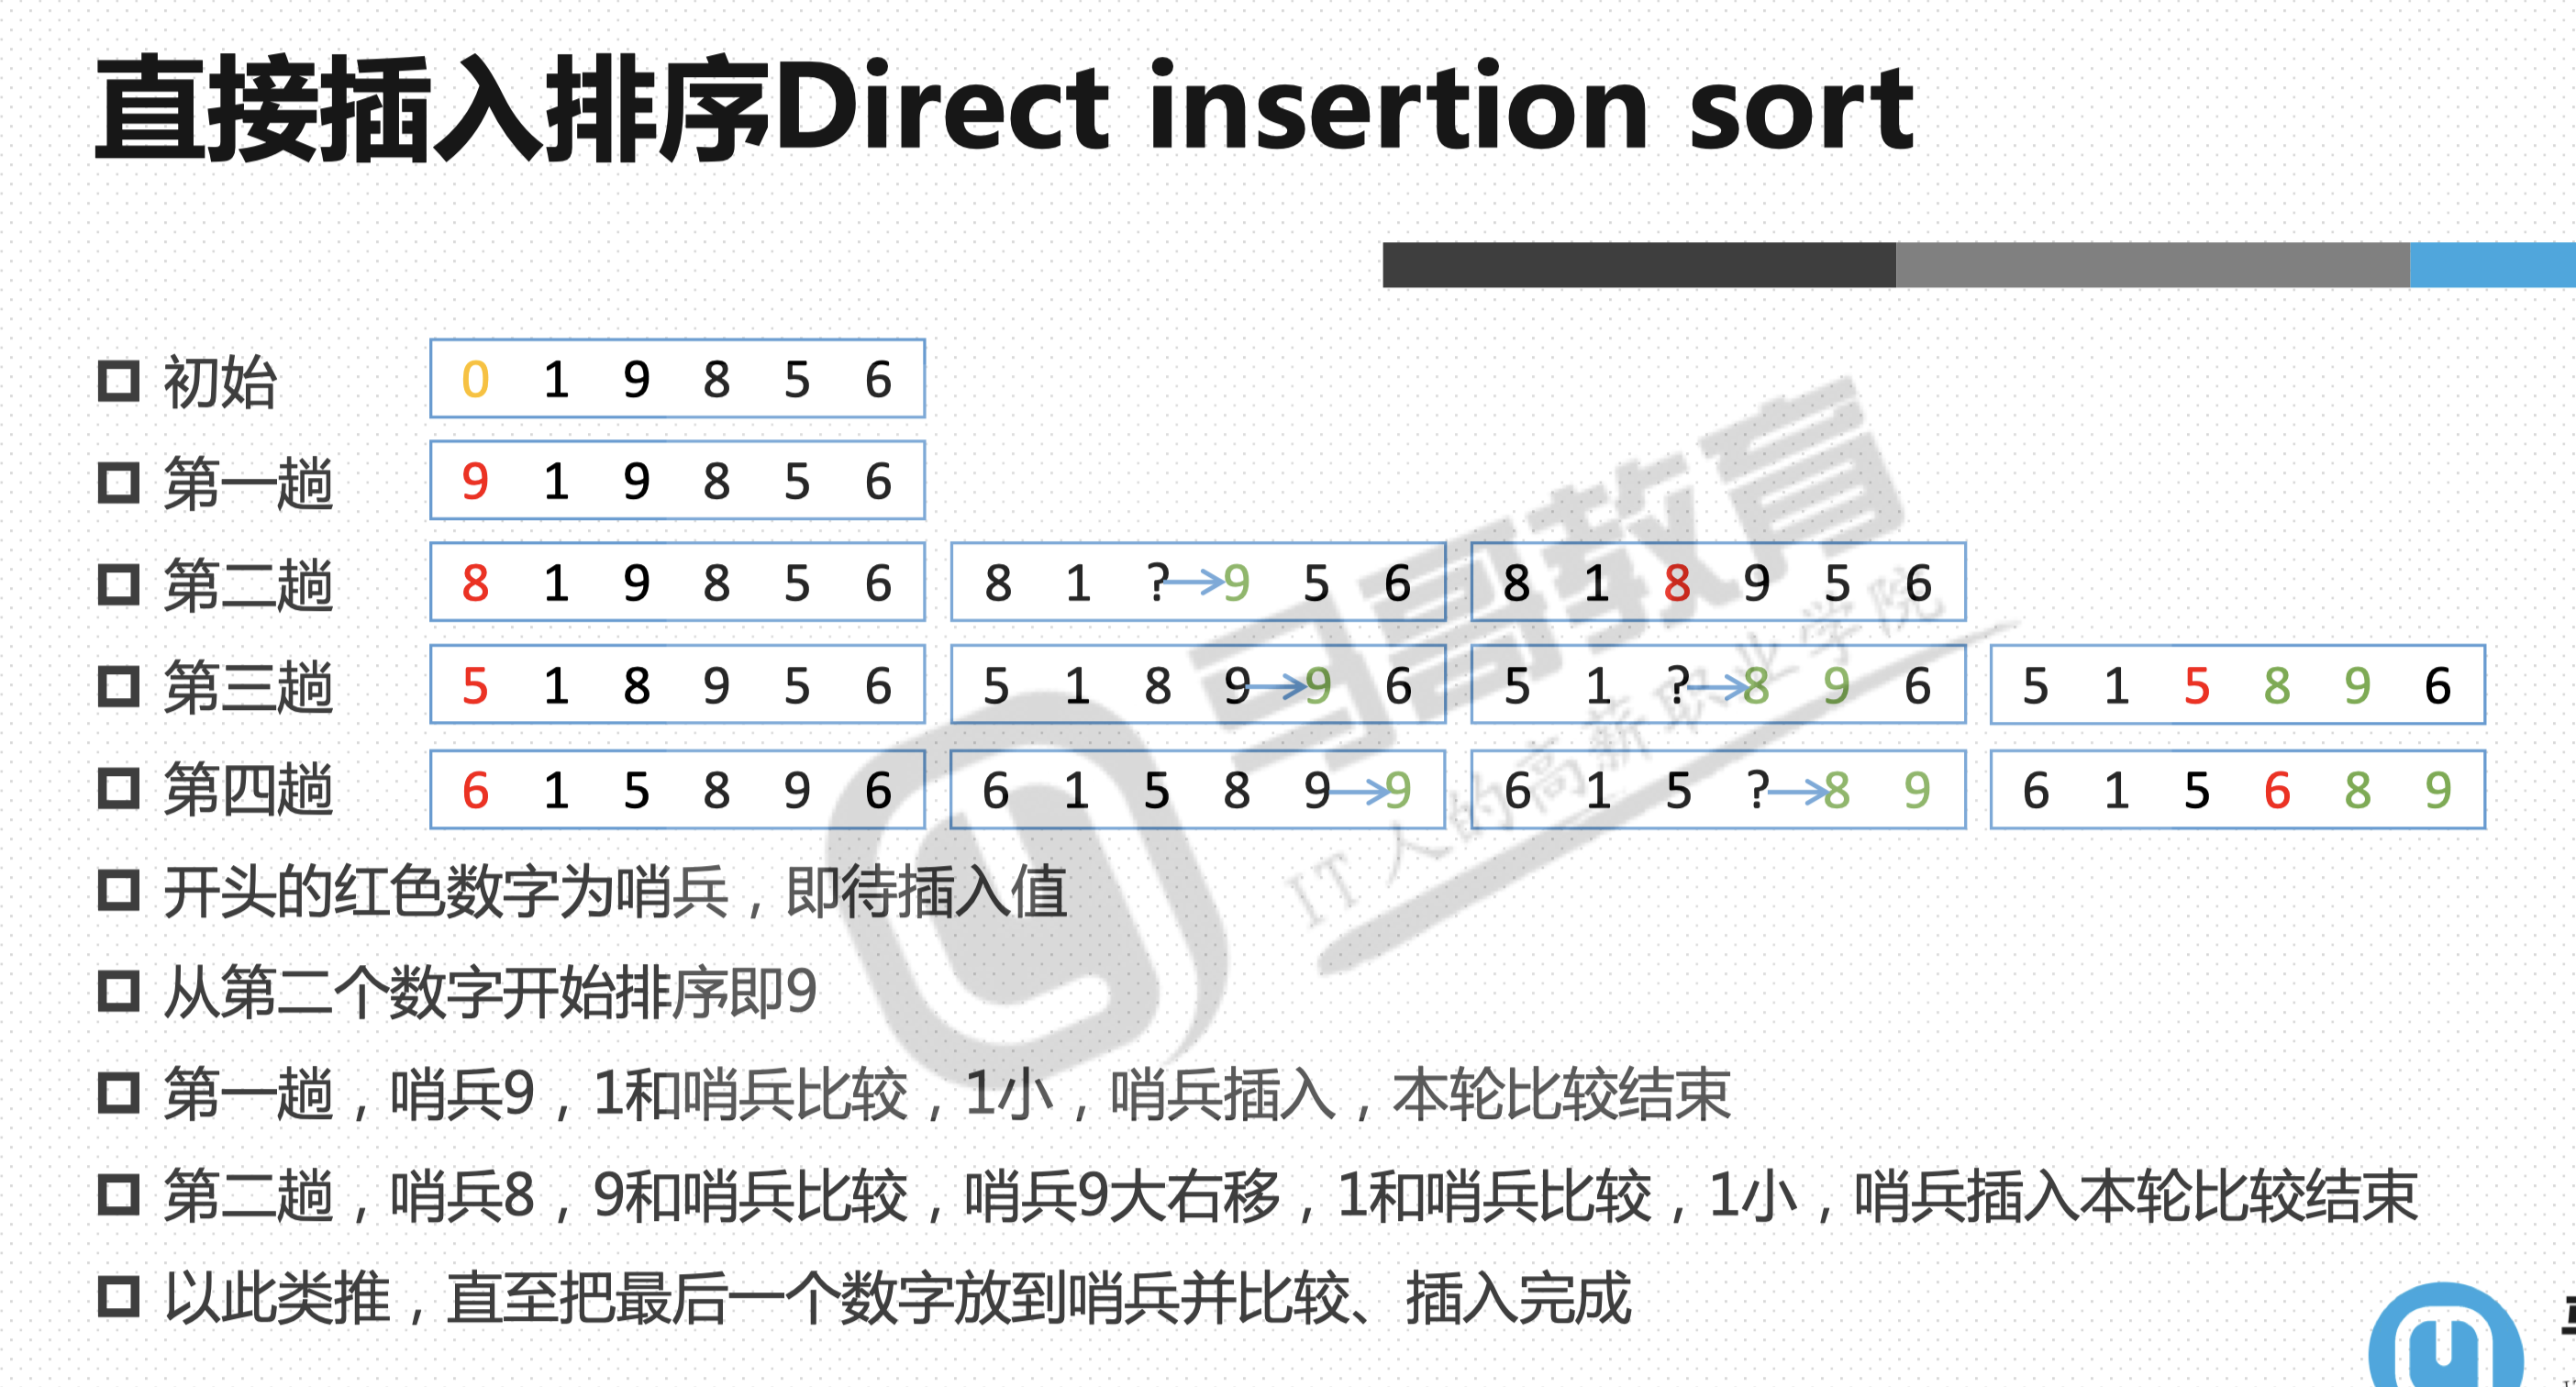 直接插入排序Direct insertion sort
初始 0 1 9 8 5 6
第一趟 9 1 9 8 5 6
第二趟 8 1 9 8 5 6 8 1 ?→9 5 6 8 1 8 9 5 6
第三趟 5 1 8 9 5 6 5 1 8 9→9 6 5 1 ?→8 9 6 5 1 5 8 9 6
第四趟 6 1 5 8 9 6 6 1 5 8 9→9 6 1 5 ?→8 9 6 1 5 6 8 9
开头的红色数字为哨兵，即待插入值
从第二个数字开始排序即9
第一趟，哨兵9，1和哨兵比较，1小，哨兵插入，本轮比较结束
第二趟，哨兵8，9和哨兵比较，哨兵9大右移，1和哨兵比较，1小，哨兵插入本轮比较结束
以此类推，直至把最后一个数字放到哨兵并比较、插入完成
马哥教育
IT人的高薪职业学院